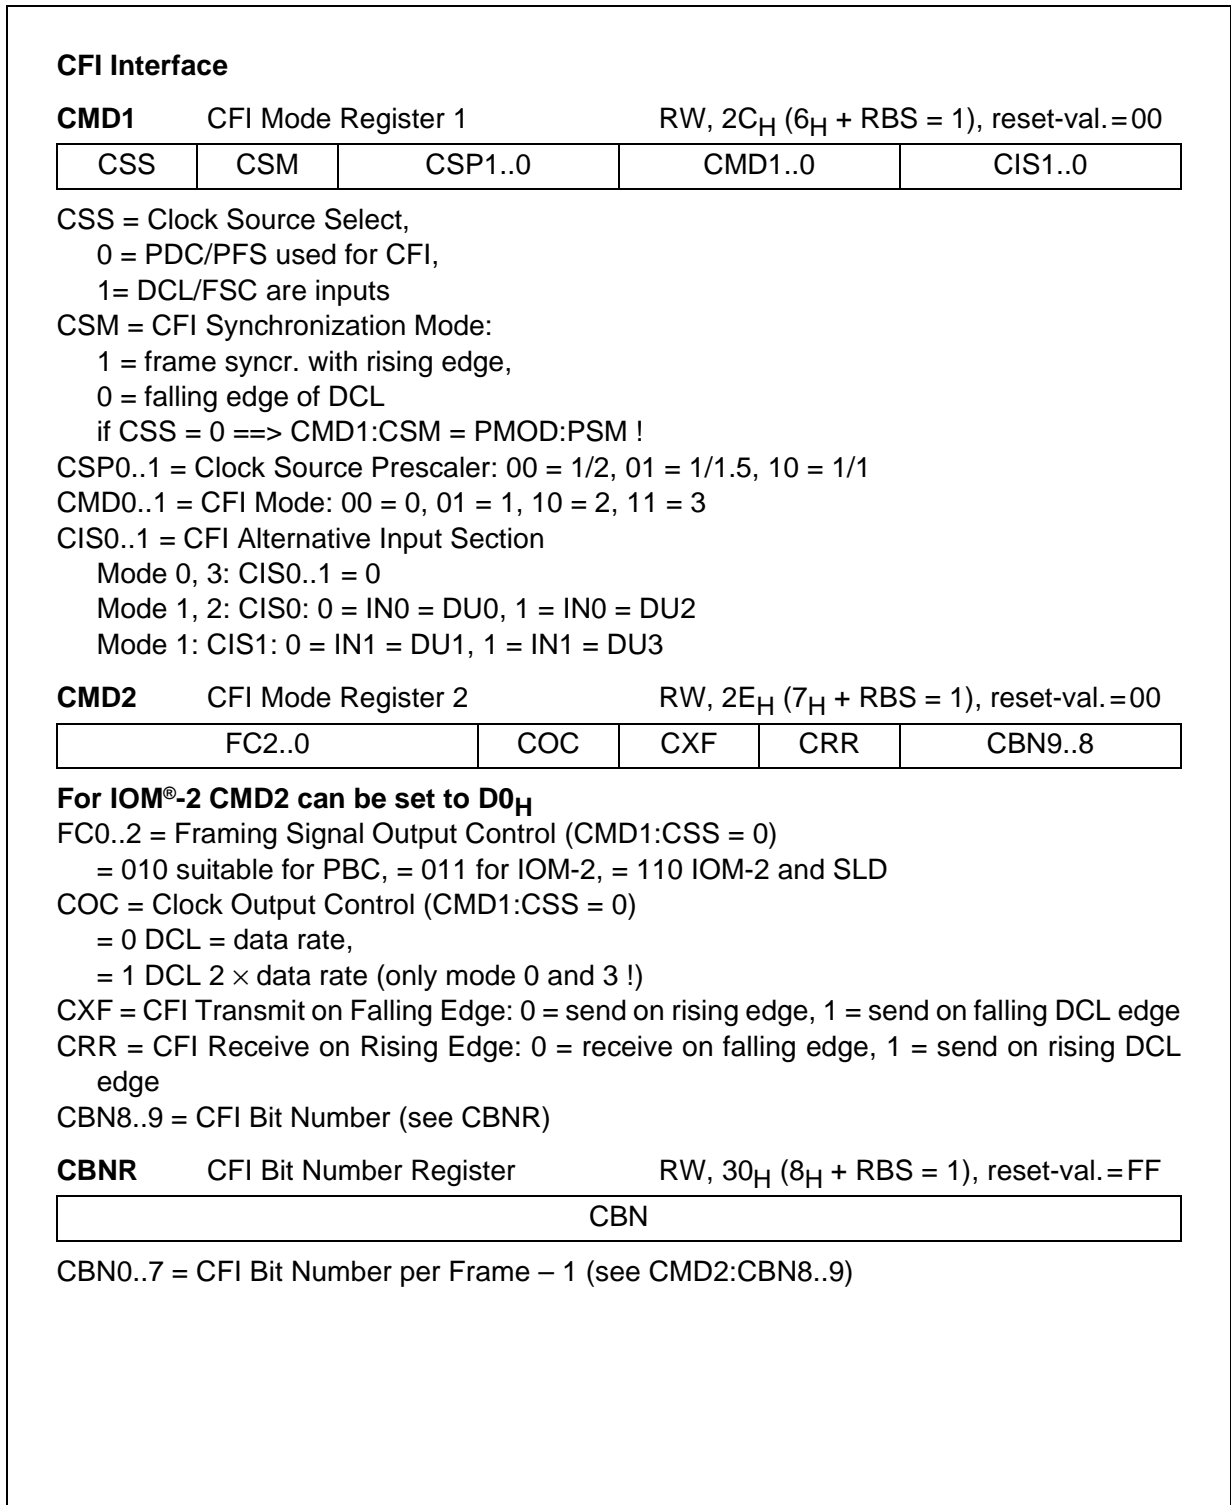 CFI Interface
CMD1 CFI Mode Register 1 RW, 2CH (6H + RBS = 1), reset-val.=00
CSS CSM CSP1..0 CMD1..0 CIS1..0
CSS = Clock Source Select,
0 = PDC/PFS used for CFI,
1= DCL/FSC are inputs
CSM = CFI Synchronization Mode:
1 = frame syncr. with rising edge,
0 = falling edge of DCL
if CSS = 0 ==> CMD1:CSM = PMOD:PSM !
CSP0..1 = Clock Source Prescaler: 00 = 1/2, 01 = 1/1.5, 10 = 1/1
CMD0..1 = CFI Mode: 00 = 0, 01 = 1, 10 = 2, 11 = 3
CIS0..1 = CFI Alternative Input Section
Mode 0, 3: CIS0..1 = 0
Mode 1, 2: CIS0: 0 = IN0 = DU0, 1 = IN0 = DU2
Mode 1: CIS1: 0 = IN1 = DU1, 1 = IN1 = DU3
CMD2 CFI Mode Register 2 RW, 2EH (7H + RBS = 1), reset-val.=00
FC2..0 COC CXF CRR CBN9..8
For IOM®-2 CMD2 can be set to D0H
FC0..2 = Framing Signal Output Control (CMD1:CSS = 0)
= 010 suitable for PBC, = 011 for IOM-2, = 110 IOM-2 and SLD
COC = Clock Output Control (CMD1:CSS = 0)
= 0 DCL = data rate,
= 1 DCL 2 × data rate (only mode 0 and 3 !)
CXF = CFI Transmit on Falling Edge: 0 = send on rising edge, 1 = send on falling DCL edge
CRR = CFI Receive on Rising Edge: 0 = receive on falling edge, 1 = send on rising DCL
edge
CBN8..9 = CFI Bit Number (see CBNR)
CBNR CFI Bit Number Register RW, 30H (8H + RBS = 1), reset-val.=FF
CBN
CBN0..7 = CFI Bit Number per Frame – 1 (see CMD2:CBN8..9)